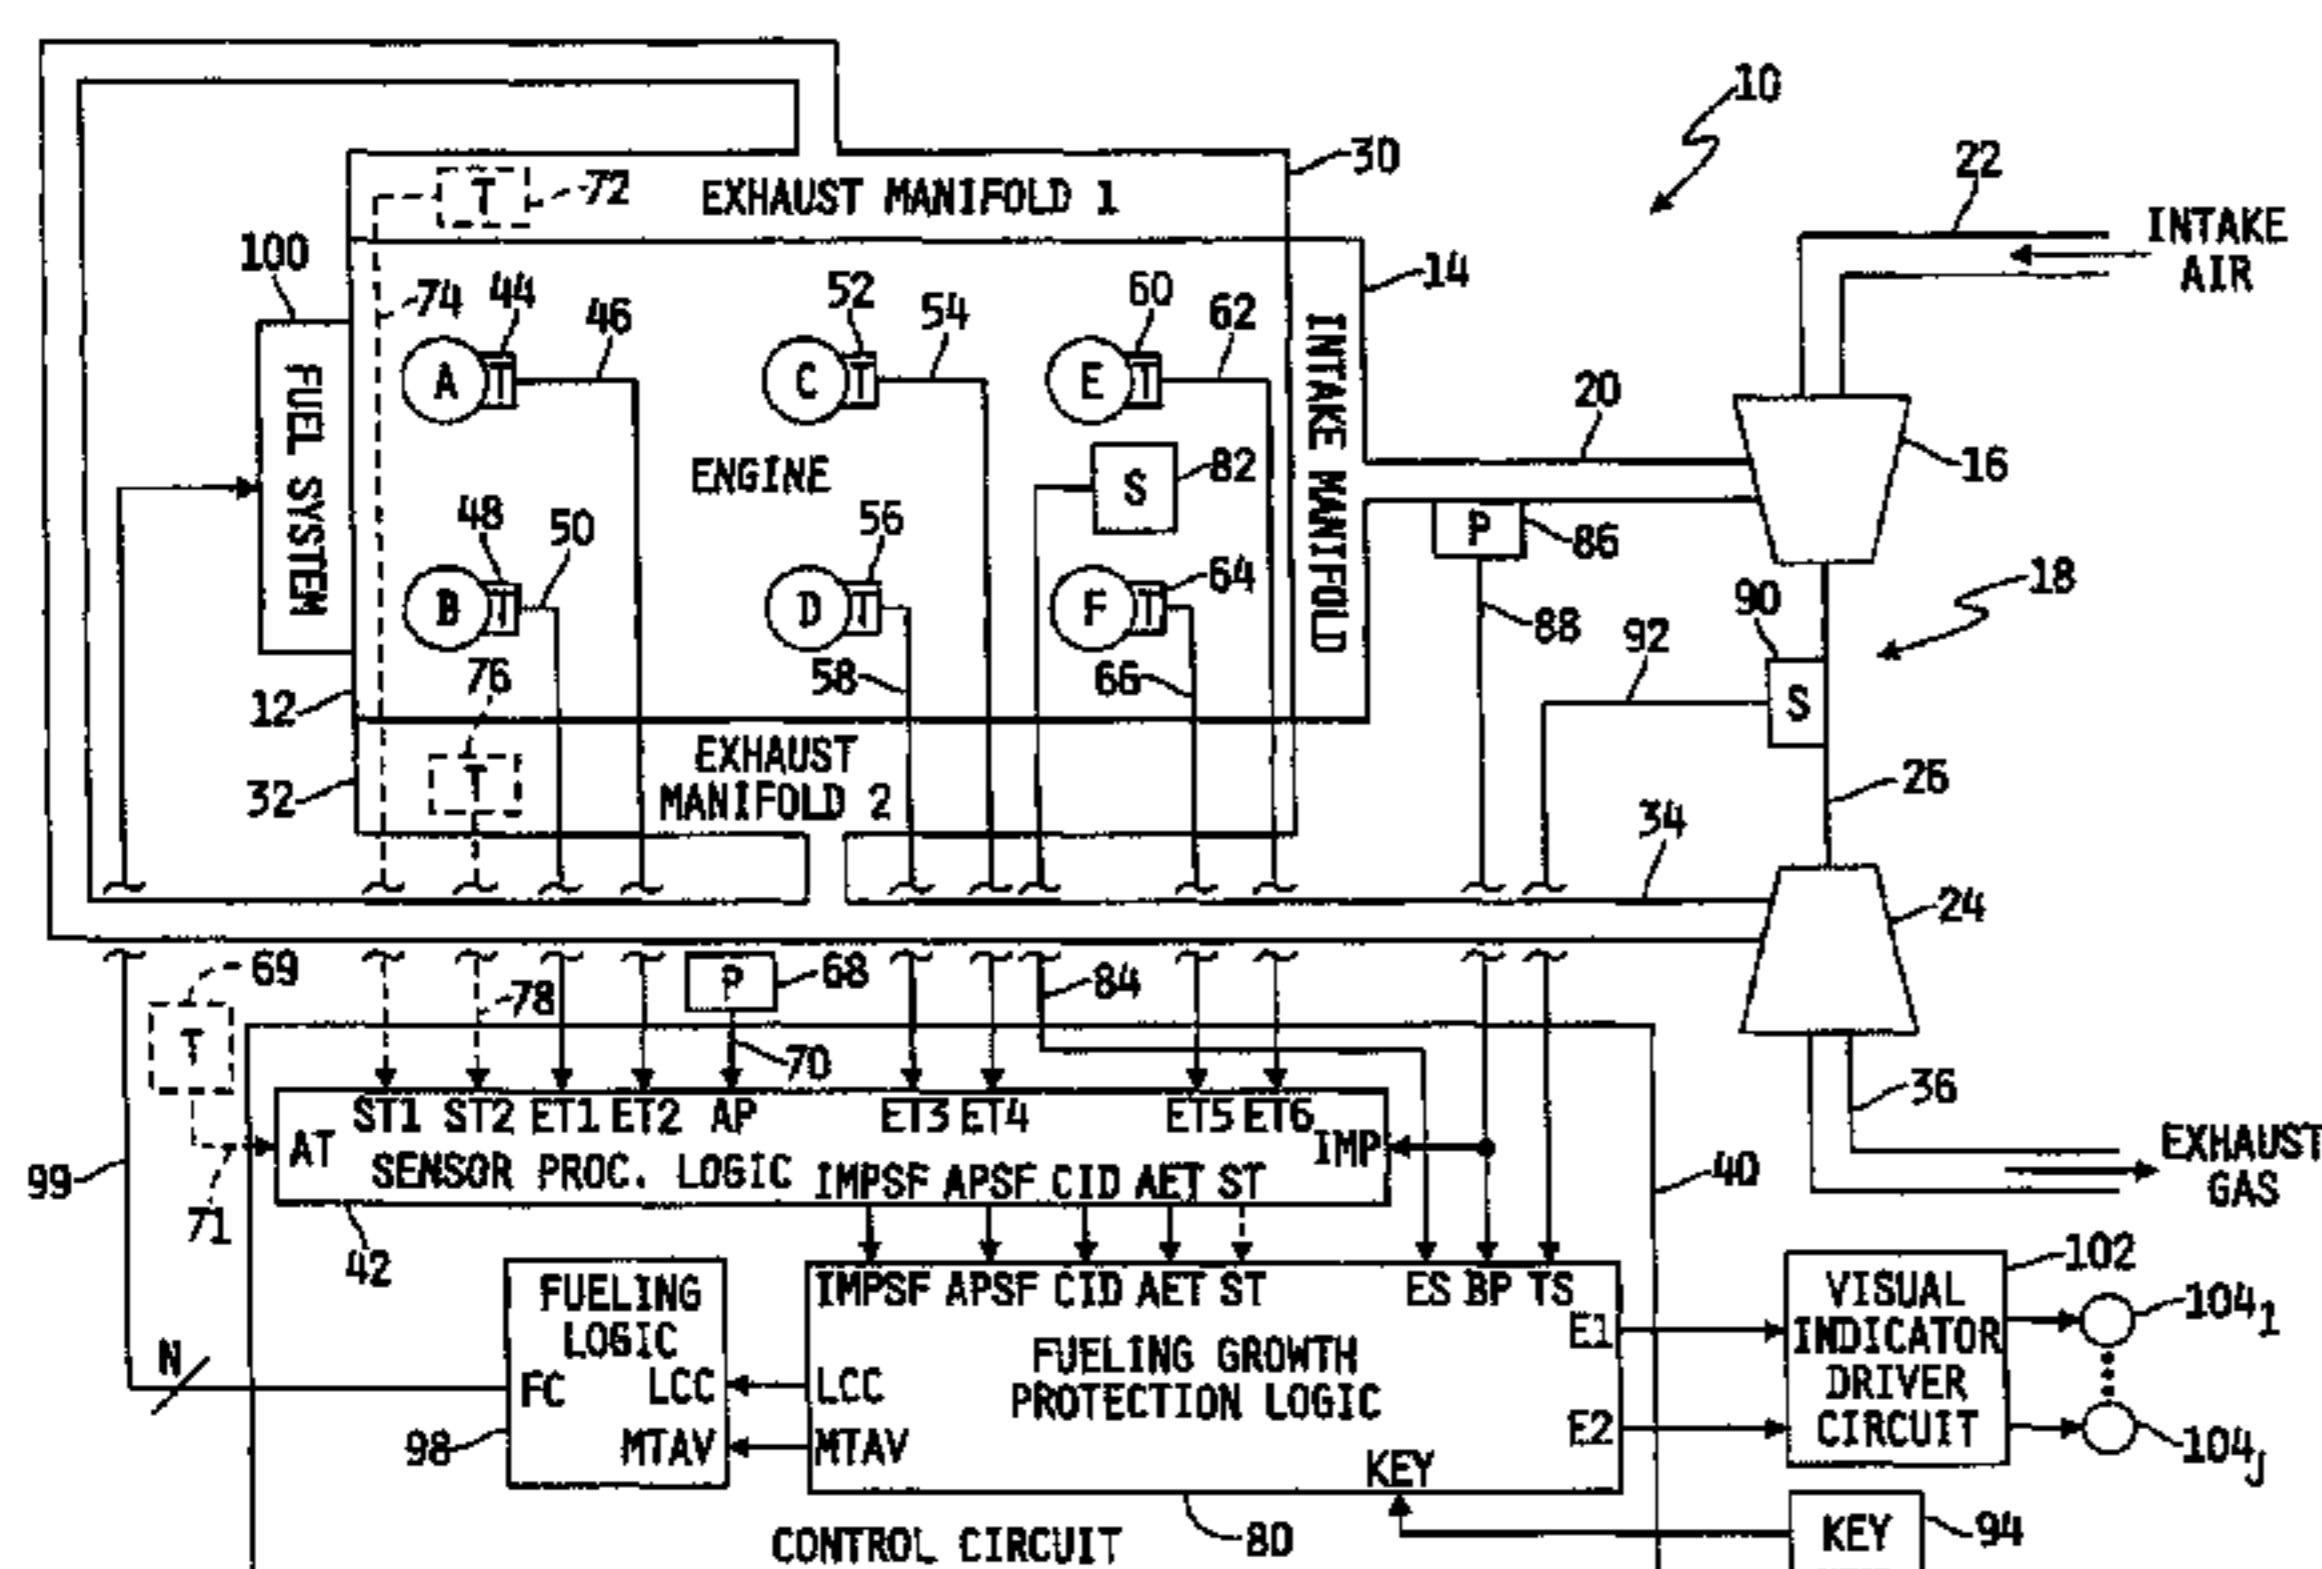 10
22
INTAKE
AIR
30
T
72
EXHAUST MANIFOLD 1
100
14
74
44
46
52
54
60
62
FUEL SYSTEM
A
T
C
T
E
T
INTAKE MANIFOLD
20
16
ENGINE
S
82
P
86
48
50
56
64
B
T
D
T
F
T
88
90
18
92
76
58
66
12
S
26
T
EXHAUST
MANIFOLD 2
32
34
24
69
T
78
P
68
84
70
36
ST1 ST2 ET1 ET2 AP ET3 ET4 ET5 ET6
AT
IMP
SENSOR PROC. LOGIC
IMPSF APSF CID AET ST
EXHAUST
GAS
99
71
42
40
FUELING
LOGIC
FC
LCC
MTAV
N
98
IMPSF APSF CID AET ST ES BP TS
E1
FUELING GROWTH
PROTECTION LOGIC
LCC
MTAV
E2
KEY
VISUAL
INDICATOR
DRIVER
CIRCUIT
102
104₁
104J
80
CONTROL CIRCUIT
KEY
94